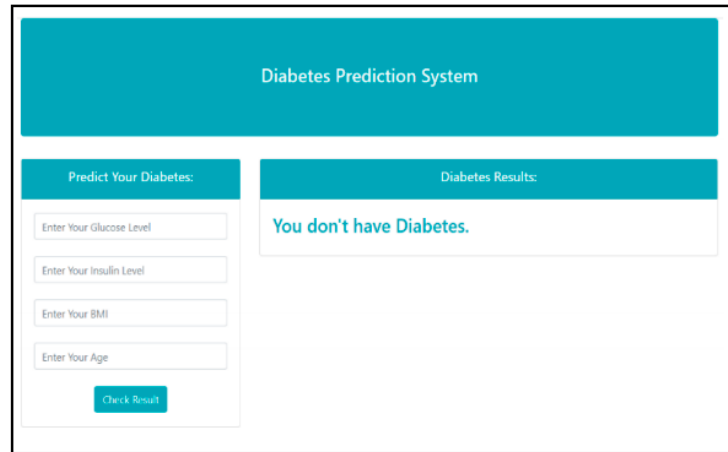 Diabetes Prediction System
Predict Your Diabetes:
Enter Your Glucose Level
Enter Your Insulin Level
Enter Your BMI
Enter Your Age
Check Result
Diabetes Results:
You don't have Diabetes.